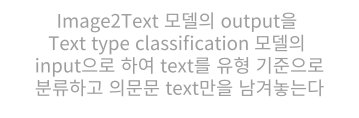 Image2Text 모델의 output을
Text type classification 모델의
input으로 하여 text를 유형 기준으로
분류하고 의문문 text만을 남겨놓는다